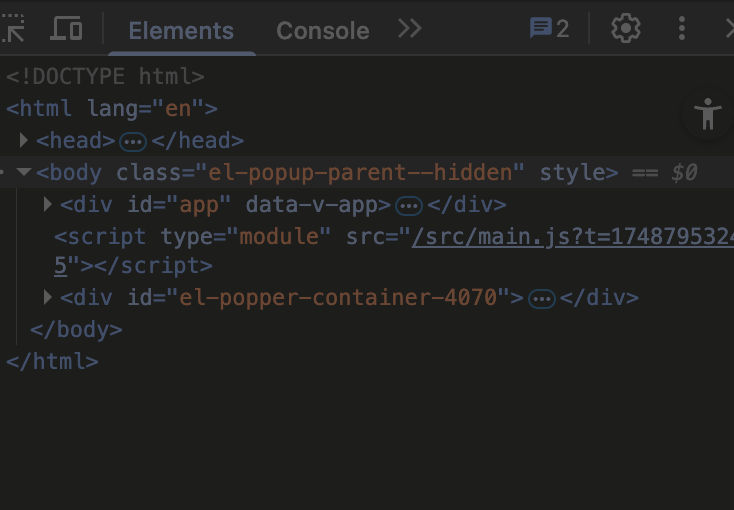 Elements Console 2
<!DOCTYPE html>
<html lang="en">
<head>…</head>
<body class="el-popup-parent--hidden" style> == $0
<div id="app" data-v-app>…</div>
<script type="module" src="/src/main.js?t=1748795324
5"></script>
<div id="el-popper-container-4070">…</div>
</body>
</html>